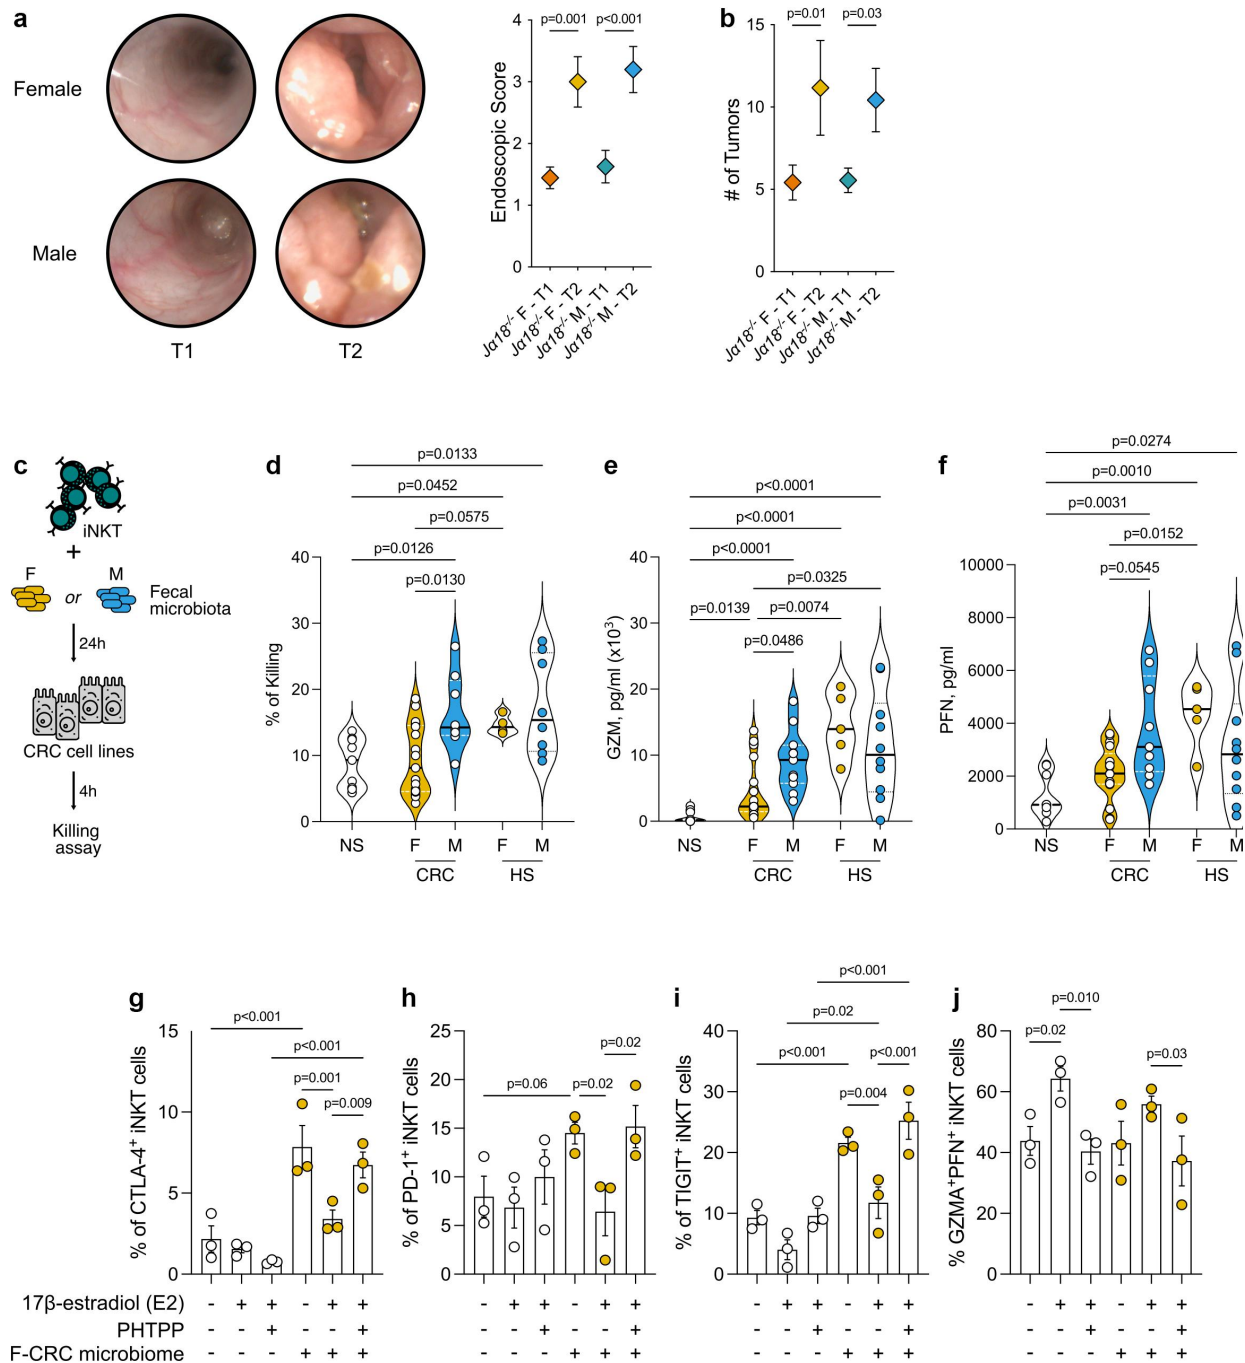 a
Female
Male
T1
T2
Endoscopic Score
4
3
2
1
0
p=0.001
p<0.001
Jα18-/- F - T1
Jα18-/- F - T2
Jα18-/- M - T1
Jα18-/- M - T2
b
# of Tumors
15
10
5
0
p=0.01
p=0.03
Jα18-/- F - T1
Jα18-/- F - T2
Jα18-/- M - T1
Jα18-/- M - T2
c
iNKT
+
F
or
M
Fecal
microbiota
24h
CRC cell lines
4h
Killing
assay
d
p=0.0133
p=0.0452
p=0.0575
p=0.0126
p=0.0130
% of Killing
40
30
20
10
0
NS
F
M
F
M
CRC
HS
e
p<0.0001
p<0.0001
p<0.0001
p=0.0325
p=0.0139
p=0.0074
p=0.0486
GZM, pg/ml (x10³)
40
30
20
10
0
NS
F
M
F
M
CRC
HS
f
p=0.0274
p=0.0010
p=0.0031
p=0.0152
p=0.0545
PFN, pg/ml
10000
8000
6000
4000
2000
0
NS
F
M
F
M
CRC
HS
g
p<0.001
p<0.001
p=0.001
p=0.009
% of CTLA-4⁺ iNKT cells
15
10
5
0
h
p=0.02
p=0.06
p=0.02
% of PD-1⁺ iNKT cells
25
20
15
10
5
0
i
p<0.001
p=0.02
p<0.001
p<0.001
p=0.004
% of TIGIT⁺ iNKT cells
40
30
20
10
0
j
p=0.010
p=0.02
p=0.03
% GZMA⁺PFN⁺ iNKT cells
80
60
40
20
0
17β-estradiol (E2) - + + - + + - + + - + + - + + - + + - + + - + +
PHTPP - - + - - + - - + - - + - - + - - + - - + - - +
F-CRC microbiome - - - + + + - - - + + + - - - + + + - - - + + +